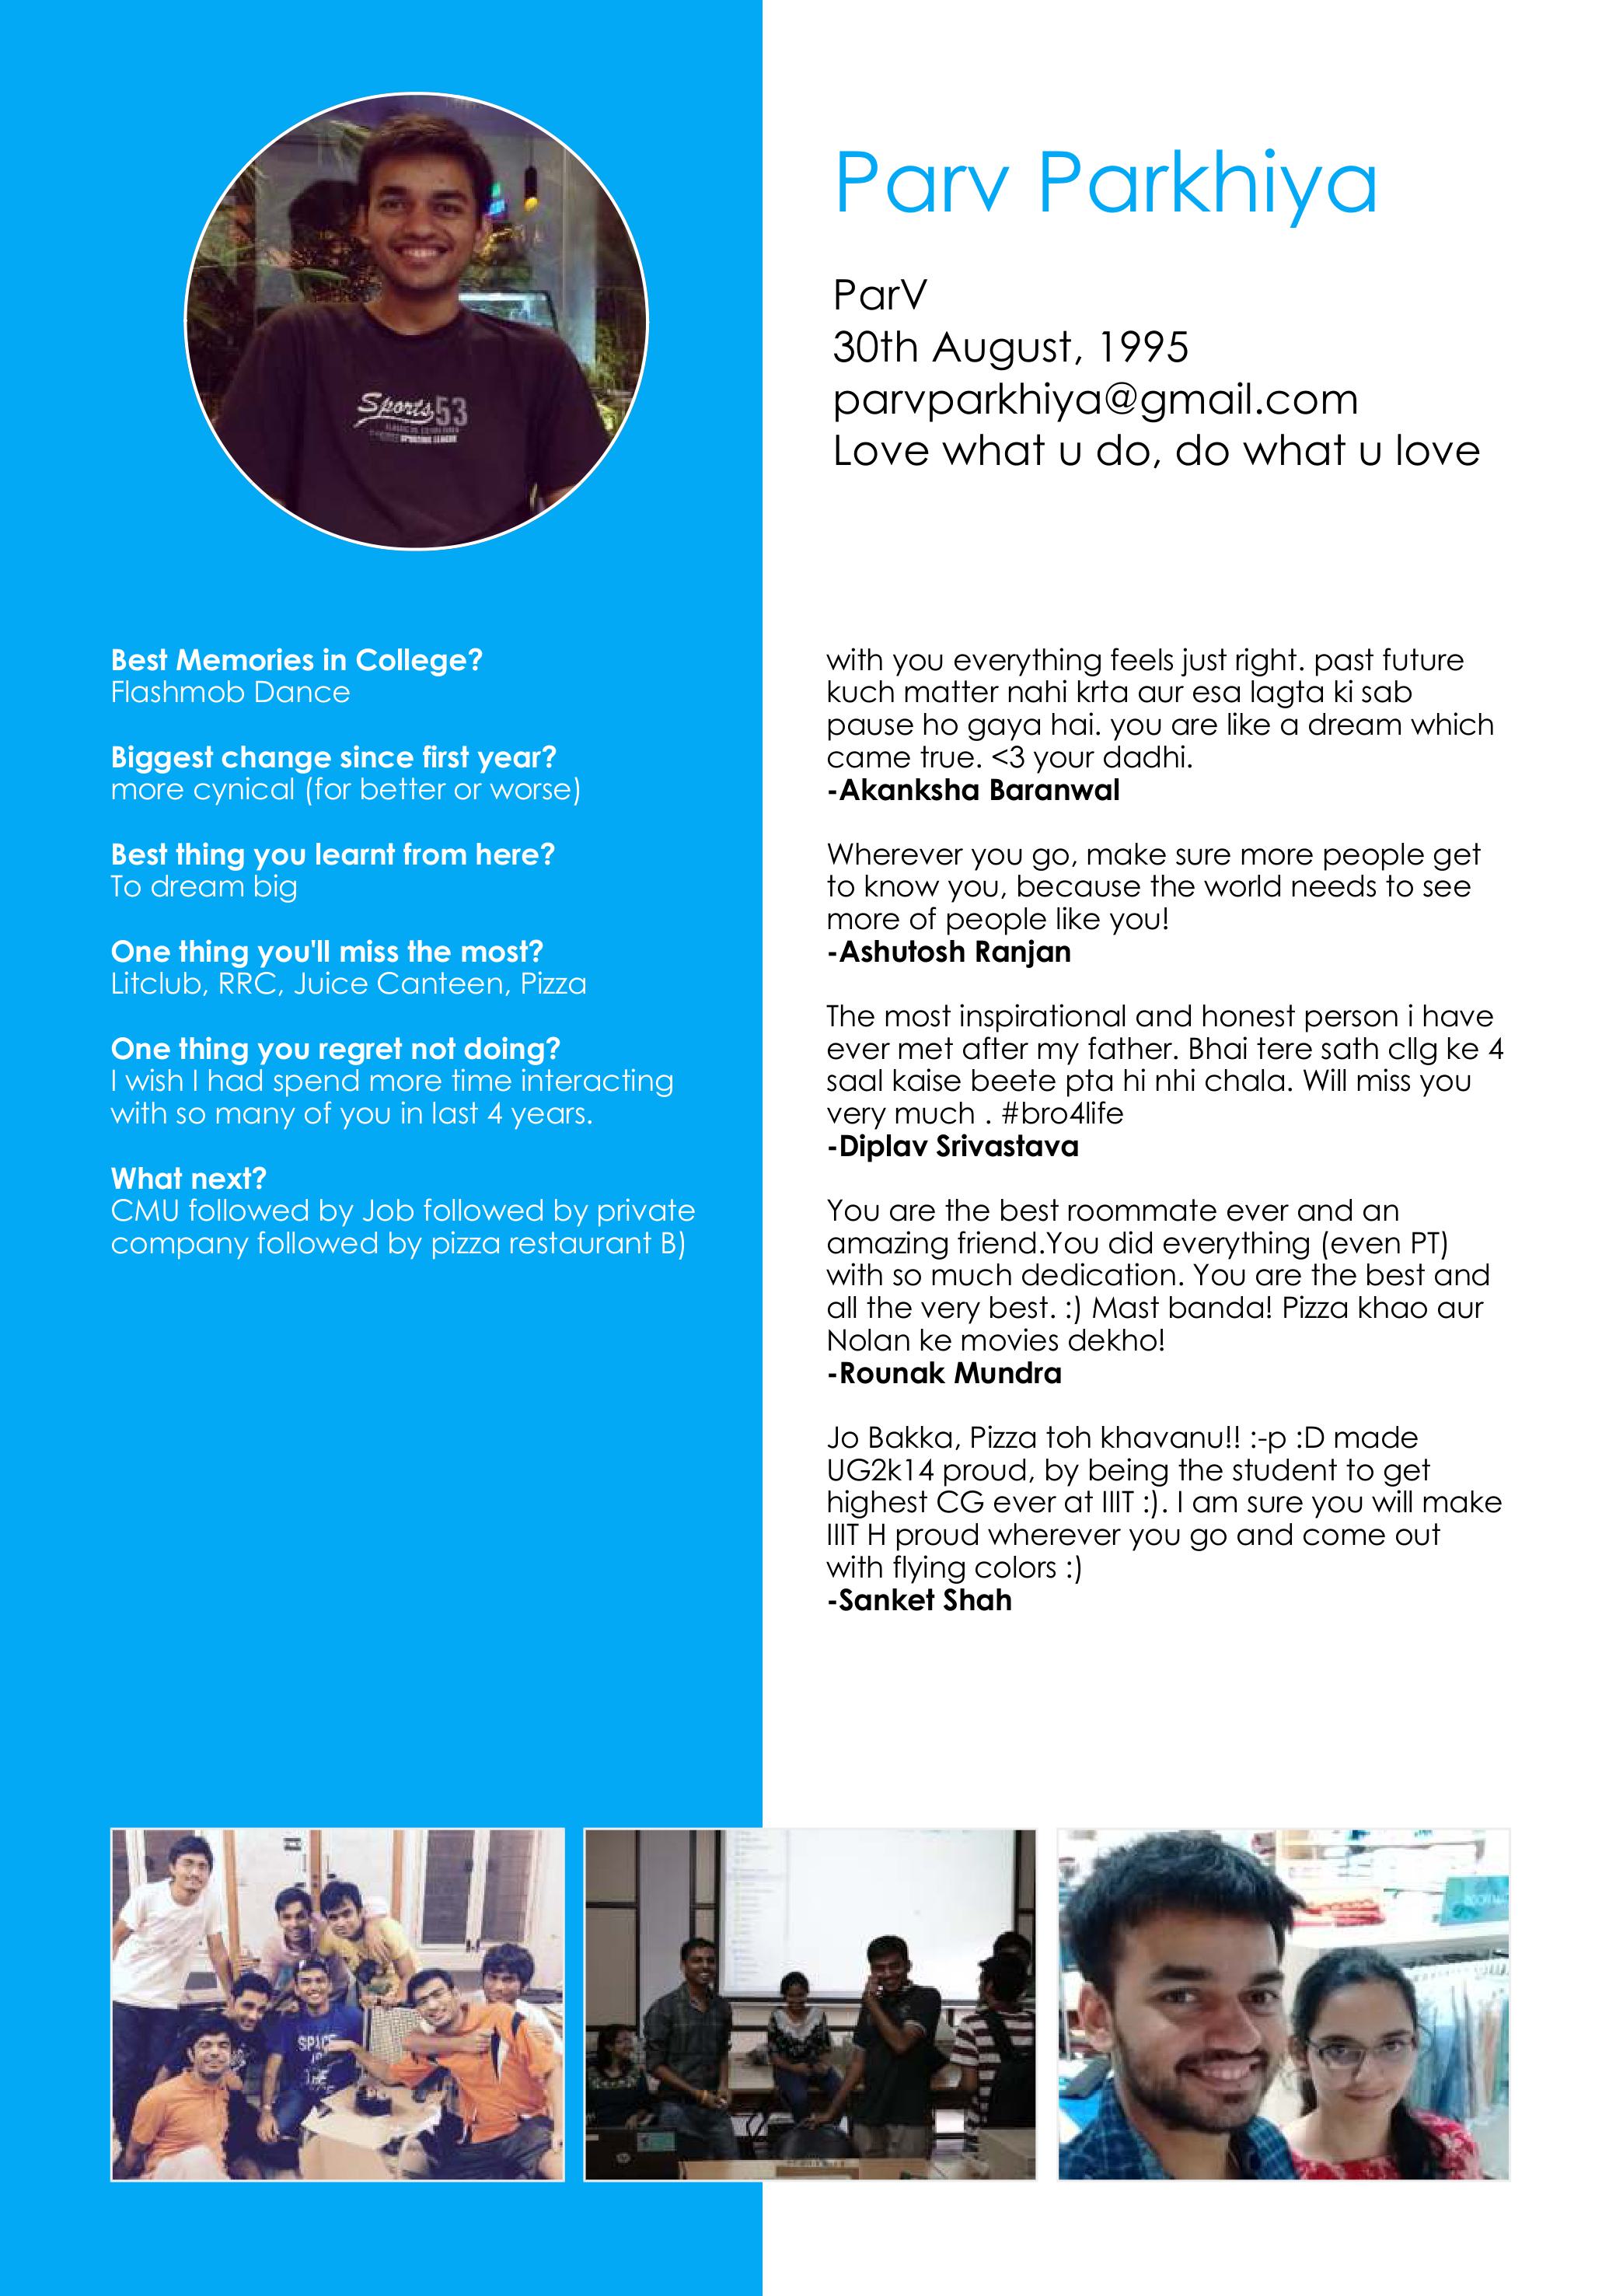 Parv Parkhiya
ParV
30th August, 1995
parvparkhiya@gmail.com
Love what u do, do what u love
Sports 53
SPORTING LEAGUE
Best Memories in College?
Flashmob Dance
Biggest change since first year?
more cynical (for better or worse)
Best thing you learnt from here?
To dream big
One thing you'll miss the most?
Litclub, RRC, Juice Canteen, Pizza
One thing you regret not doing?
I wish I had spend more time interacting
with so many of you in last 4 years.
What next?
CMU followed by Job followed by private
company followed by pizza restaurant B)
with you everything feels just right. past future
kuch matter nahi krta aur esa lagta ki sab
pause ho gaya hai. you are like a dream which
came true. <3 your dadhi.
-Akanksha Baranwal
Wherever you go, make sure more people get
to know you, because the world needs to see
more of people like you!
-Ashutosh Ranjan
The most inspirational and honest person i have
ever met after my father. Bhai tere sath cllg ke 4
saal kaise beete pta hi nhi chala. Will miss you
very much . #bro4life
-Diplav Srivastava
You are the best roommate ever and an
amazing friend.You did everything (even PT)
with so much dedication. You are the best and
all the very best. :) Mast banda! Pizza khao aur
Nolan ke movies dekho!
-Rounak Mundra
Jo Bakka, Pizza toh khavanu!! :-p :D made
UG2k14 proud, by being the student to get
highest CG ever at IIIT :). I am sure you will make
IIIT H proud wherever you go and come out
with flying colors :)
-Sanket Shah
SPACE